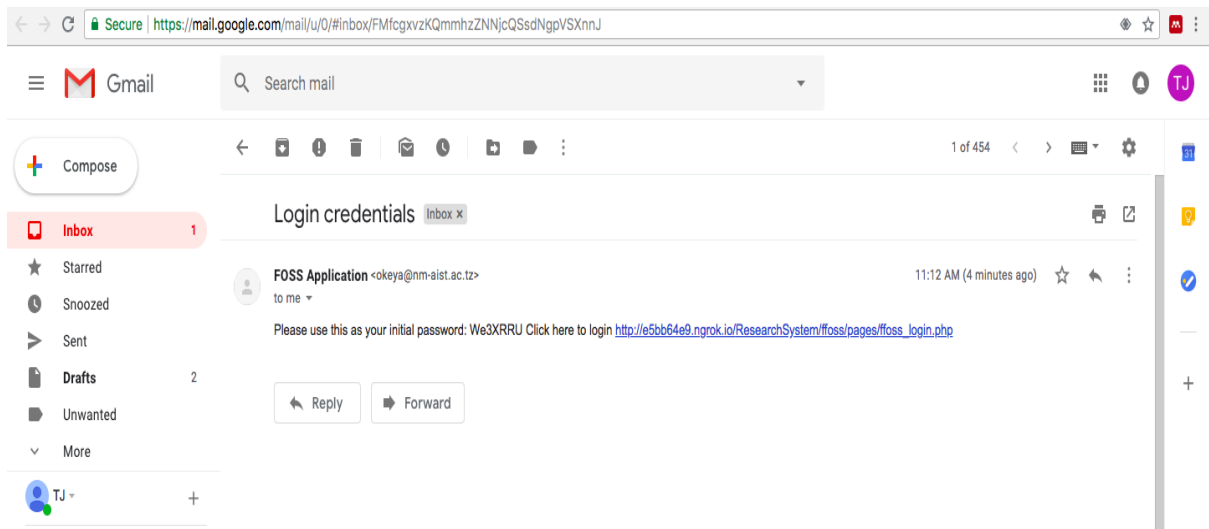 Secure | https://mail.google.com/mail/u/0/#inbox/FMfcgxvzKQmmhzZNNjcQSsdNgpVSXnnJ
Gmail
Search mail
TJ
Compose
1 of 454
31
Login credentials Inbox x
Inbox 1
Starred
FOSS Application <okeya@nm-aist.ac.tz> 11:12 AM (4 minutes ago)
to me
Snoozed
Please use this as your initial password: We3XRRU Click here to login http://e5bb64e9.ngrok.io/ResearchSystem/ffoss/pages/ffoss_login.php
Sent
Drafts 2
Reply Forward
Unwanted
More
TJ